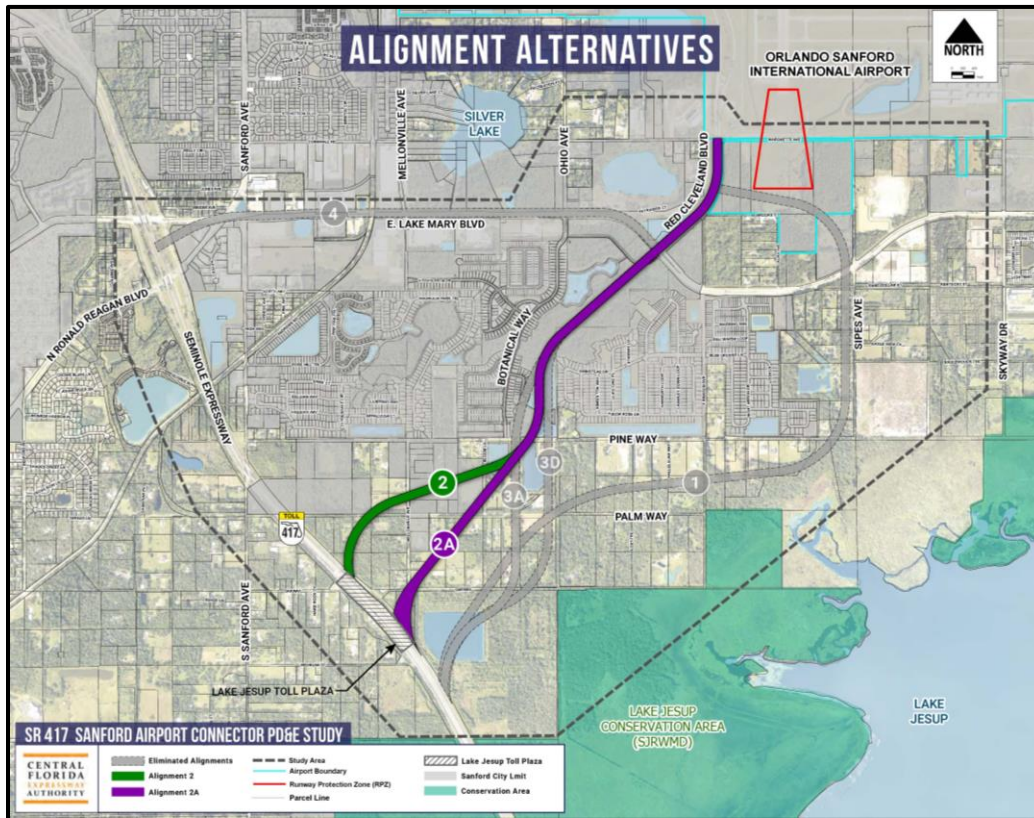 ALIGNMENT ALTERNATIVES
NORTH
ORLANDO SANFORD
INTERNATIONAL AIRPORT
SANFORD AVE
MELLONVILLE AVE
SILVER
LAKE
OHIO AVE
RED CLEVELAND BLVD
4
E. LAKE MARY BLVD
N RONALD REAGAN BLVD
SEMINOLE EXPRESSWAY
BOTANICAL WAY
SIPES AVE
SKYWAY DR
PINE WAY
2
3D
3A
1
PALM WAY
TOLL
417
2A
S SANFORD AVE
LAKE JESUP TOLL PLAZA
LAKE JESUP
CONSERVATION AREA
(SJRWMD)
LAKE
JESUP
SR 417 SANFORD AIRPORT CONNECTOR PD&E STUDY
CENTRAL
FLORIDA
EXPRESSWAY
AUTHORITY
Eliminated Alignments
Alignment 2
Alignment 2A
Study Area
Airport Boundary
Runway Protection Zone (RPZ)
Parcel Line
Lake Jesup Toll Plaza
Sanford City Lmit
Conservation Area